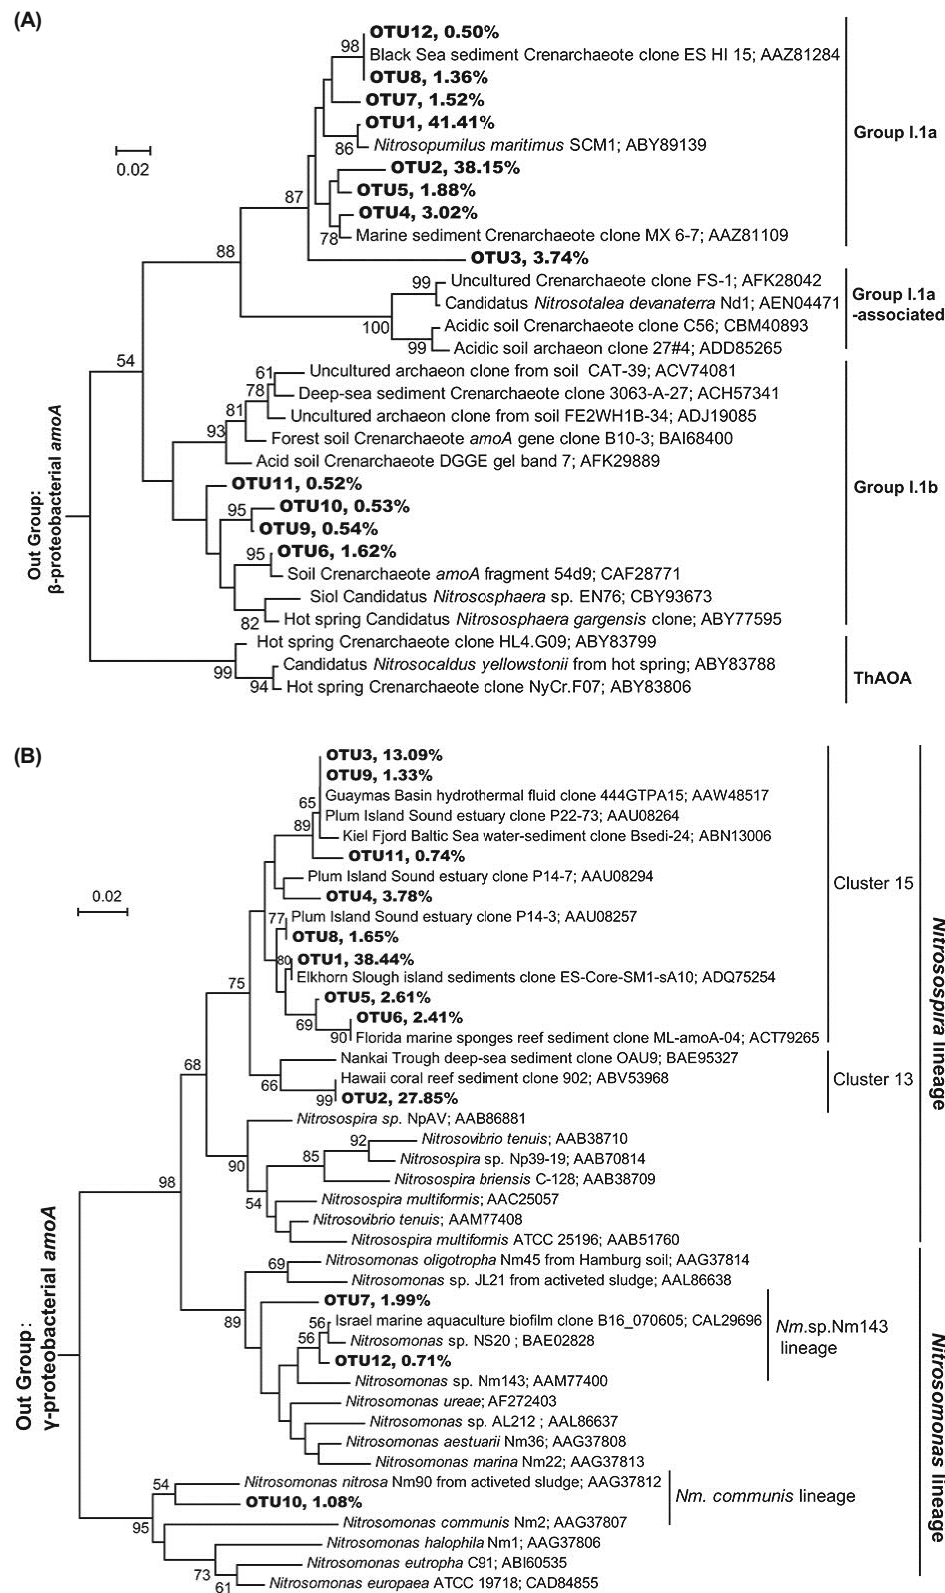 (A)
OTU12, 0.50%
98
Black Sea sediment Crenarchaeote clone ES HI 15; AAZ81284
OTU8, 1.36%
OTU7, 1.52%
OTU1, 41.41%
Group I.1a
86
Nitrosopumilus maritimus SCM1; ABY89139
0.02
OTU2, 38.15%
OTU5, 1.88%
87
OTU4, 3.02%
78
Marine sediment Crenarchaeote clone MX 6-7; AAZ81109
88
OTU3, 3.74%
99
Uncultured Crenarchaeote clone FS-1; AFK28042
Candidatus Nitrosotalea devanaterra Nd1; AEN04471
Group I.1a
-associated
100
Acidic soil Crenarchaeote clone C56; CBM40893
99
Acidic soil archaeon clone 27#4; ADD85265
54
61
Uncultured archaeon clone from soil CAT-39; ACV74081
78
Deep-sea sediment Crenarchaeote clone 3063-A-27; ACH57341
81
Uncultured archaeon clone from soil FE2WH1B-34; ADJ19085
93
Forest soil Crenarchaeote amoA gene clone B10-3; BAI68400
Acid soil Crenarchaeote DGGE gel band 7; AFK29889
OTU11, 0.52%
Group I.1b
95
OTU10, 0.53%
OTU9, 0.54%
Out Group:
β-proteobacterial amoA
95
OTU6, 1.62%
Soil Crenarchaeote amoA fragment 54d9; CAF28771
Siol Candidatus Nitrososphaera sp. EN76; CBY93673
82
Hot spring Candidatus Nitrososphaera gargensis clone; ABY77595
Hot spring Crenarchaeote clone HL4.G09; ABY83799
99
Candidatus Nitrosocaldus yellowstonii from hot spring; ABY83788
ThAOA
94
Hot spring Crenarchaeote clone NyCr.F07; ABY83806
(B)
OTU3, 13.09%
OTU9, 1.33%
65
Guaymas Basin hydrothermal fluid clone 444GTPA15; AAW48517
Plum Island Sound estuary clone P22-73; AAU08264
89
Kiel Fjord Baltic Sea water-sediment clone Bsedi-24; ABN13006
OTU11, 0.74%
Plum Island Sound estuary clone P14-7; AAU08294
Cluster 15
0.02
OTU4, 3.78%
77
Plum Island Sound estuary clone P14-3; AAU08257
OTU8, 1.65%
80
OTU1, 38.44%
Elkhorn Slough island sediments clone ES-Core-SM1-sA10; ADQ75254
75
OTU5, 2.61%
69
OTU6, 2.41%
90
Florida marine sponges reef sediment clone ML-amoA-04; ACT79265
Nitrosospira lineage
Nankai Trough deep-sea sediment clone OAU9; BAE95327
68
66
Hawaii coral reef sediment clone 902; ABV53968
Cluster 13
99
OTU2, 27.85%
Nitrosospira sp. NpAV; AAB86881
92
Nitrosovibrio tenuis; AAB38710
85
Nitrosospira sp. Np39-19; AAB70814
90
Nitrosospira briensis C-128; AAB38709
98
54
Nitrosospira multiformis; AAC25057
Nitrosovibrio tenuis; AAM77408
Nitrosospira multiformis ATCC 25196; AAB51760
69
Nitrosomonas oligotropha Nm45 from Hamburg soil; AAG37814
Nitrosomonas sp. JL21 from activeted sludge; AAL86638
OTU7, 1.99%
89
56
Israel marine aquaculture biofilm clone B16_070605; CAL29696
Nm.sp.Nm143
lineage
56
Nitrosomonas sp. NS20 ; BAE02828
OTU12, 0.71%
Out Group:
γ-proteobacterial amoA
Nitrosomonas sp. Nm143; AAM77400
Nitrosomonas ureae; AF272403
Nitrosomonas sp. AL212 ; AAL86637
Nitrosomonas aestuarii Nm36; AAG37808
Nitrosomonas marina Nm22; AAG37813
Nitrosomonas lineage
54
Nitrosomonas nitrosa Nm90 from activeted sludge; AAG37812
OTU10, 1.08%
Nm. communis lineage
95
Nitrosomonas communis Nm2; AAG37807
Nitrosomonas halophila Nm1; AAG37806
73
Nitrosomonas eutropha C91; ABI60535
61
Nitrosomonas europaea ATCC 19718; CAD84855